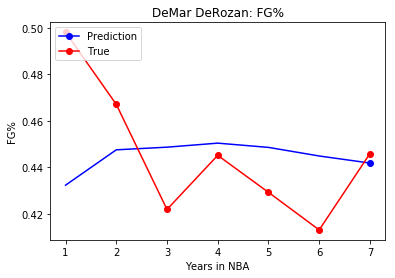 DeMar DeRozan: FG%
0.50
Prediction
True
0.48
0.46
FG%
0.44
0.42
1 2 3 4 5 6 7
Years in NBA